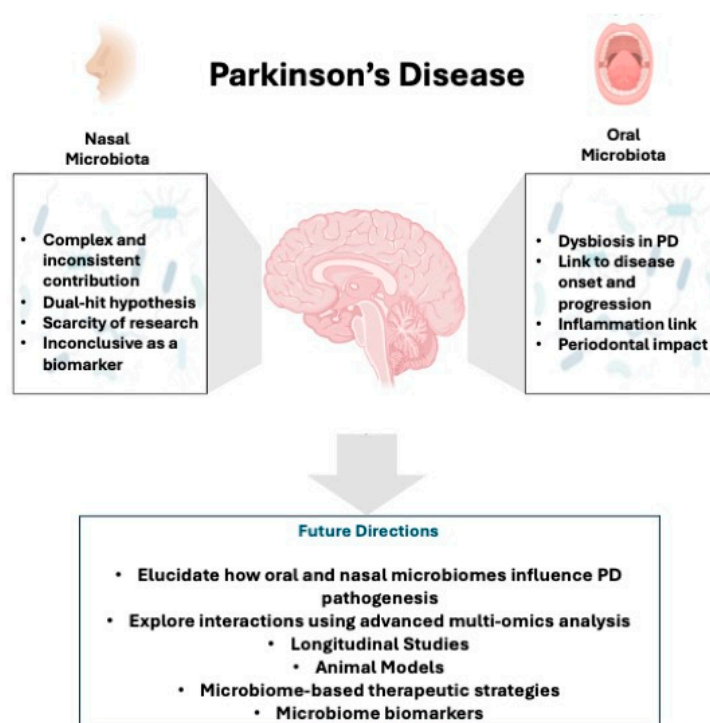 Parkinson's Disease
Nasal
Microbiota
• Complex and
inconsistent
contribution
• Dual-hit hypothesis
• Scarcity of research
• Inconclusive as a
biomarker
Oral
Microbiota
• Dysbiosis in PD
• Link to disease
onset and
progression
• Inflammation link
• Periodontal impact
Future Directions
• Elucidate how oral and nasal microbiomes influence PD
pathogenesis
• Explore interactions using advanced multi-omics analysis
• Longitudinal Studies
• Animal Models
• Microbiome-based therapeutic strategies
• Microbiome biomarkers